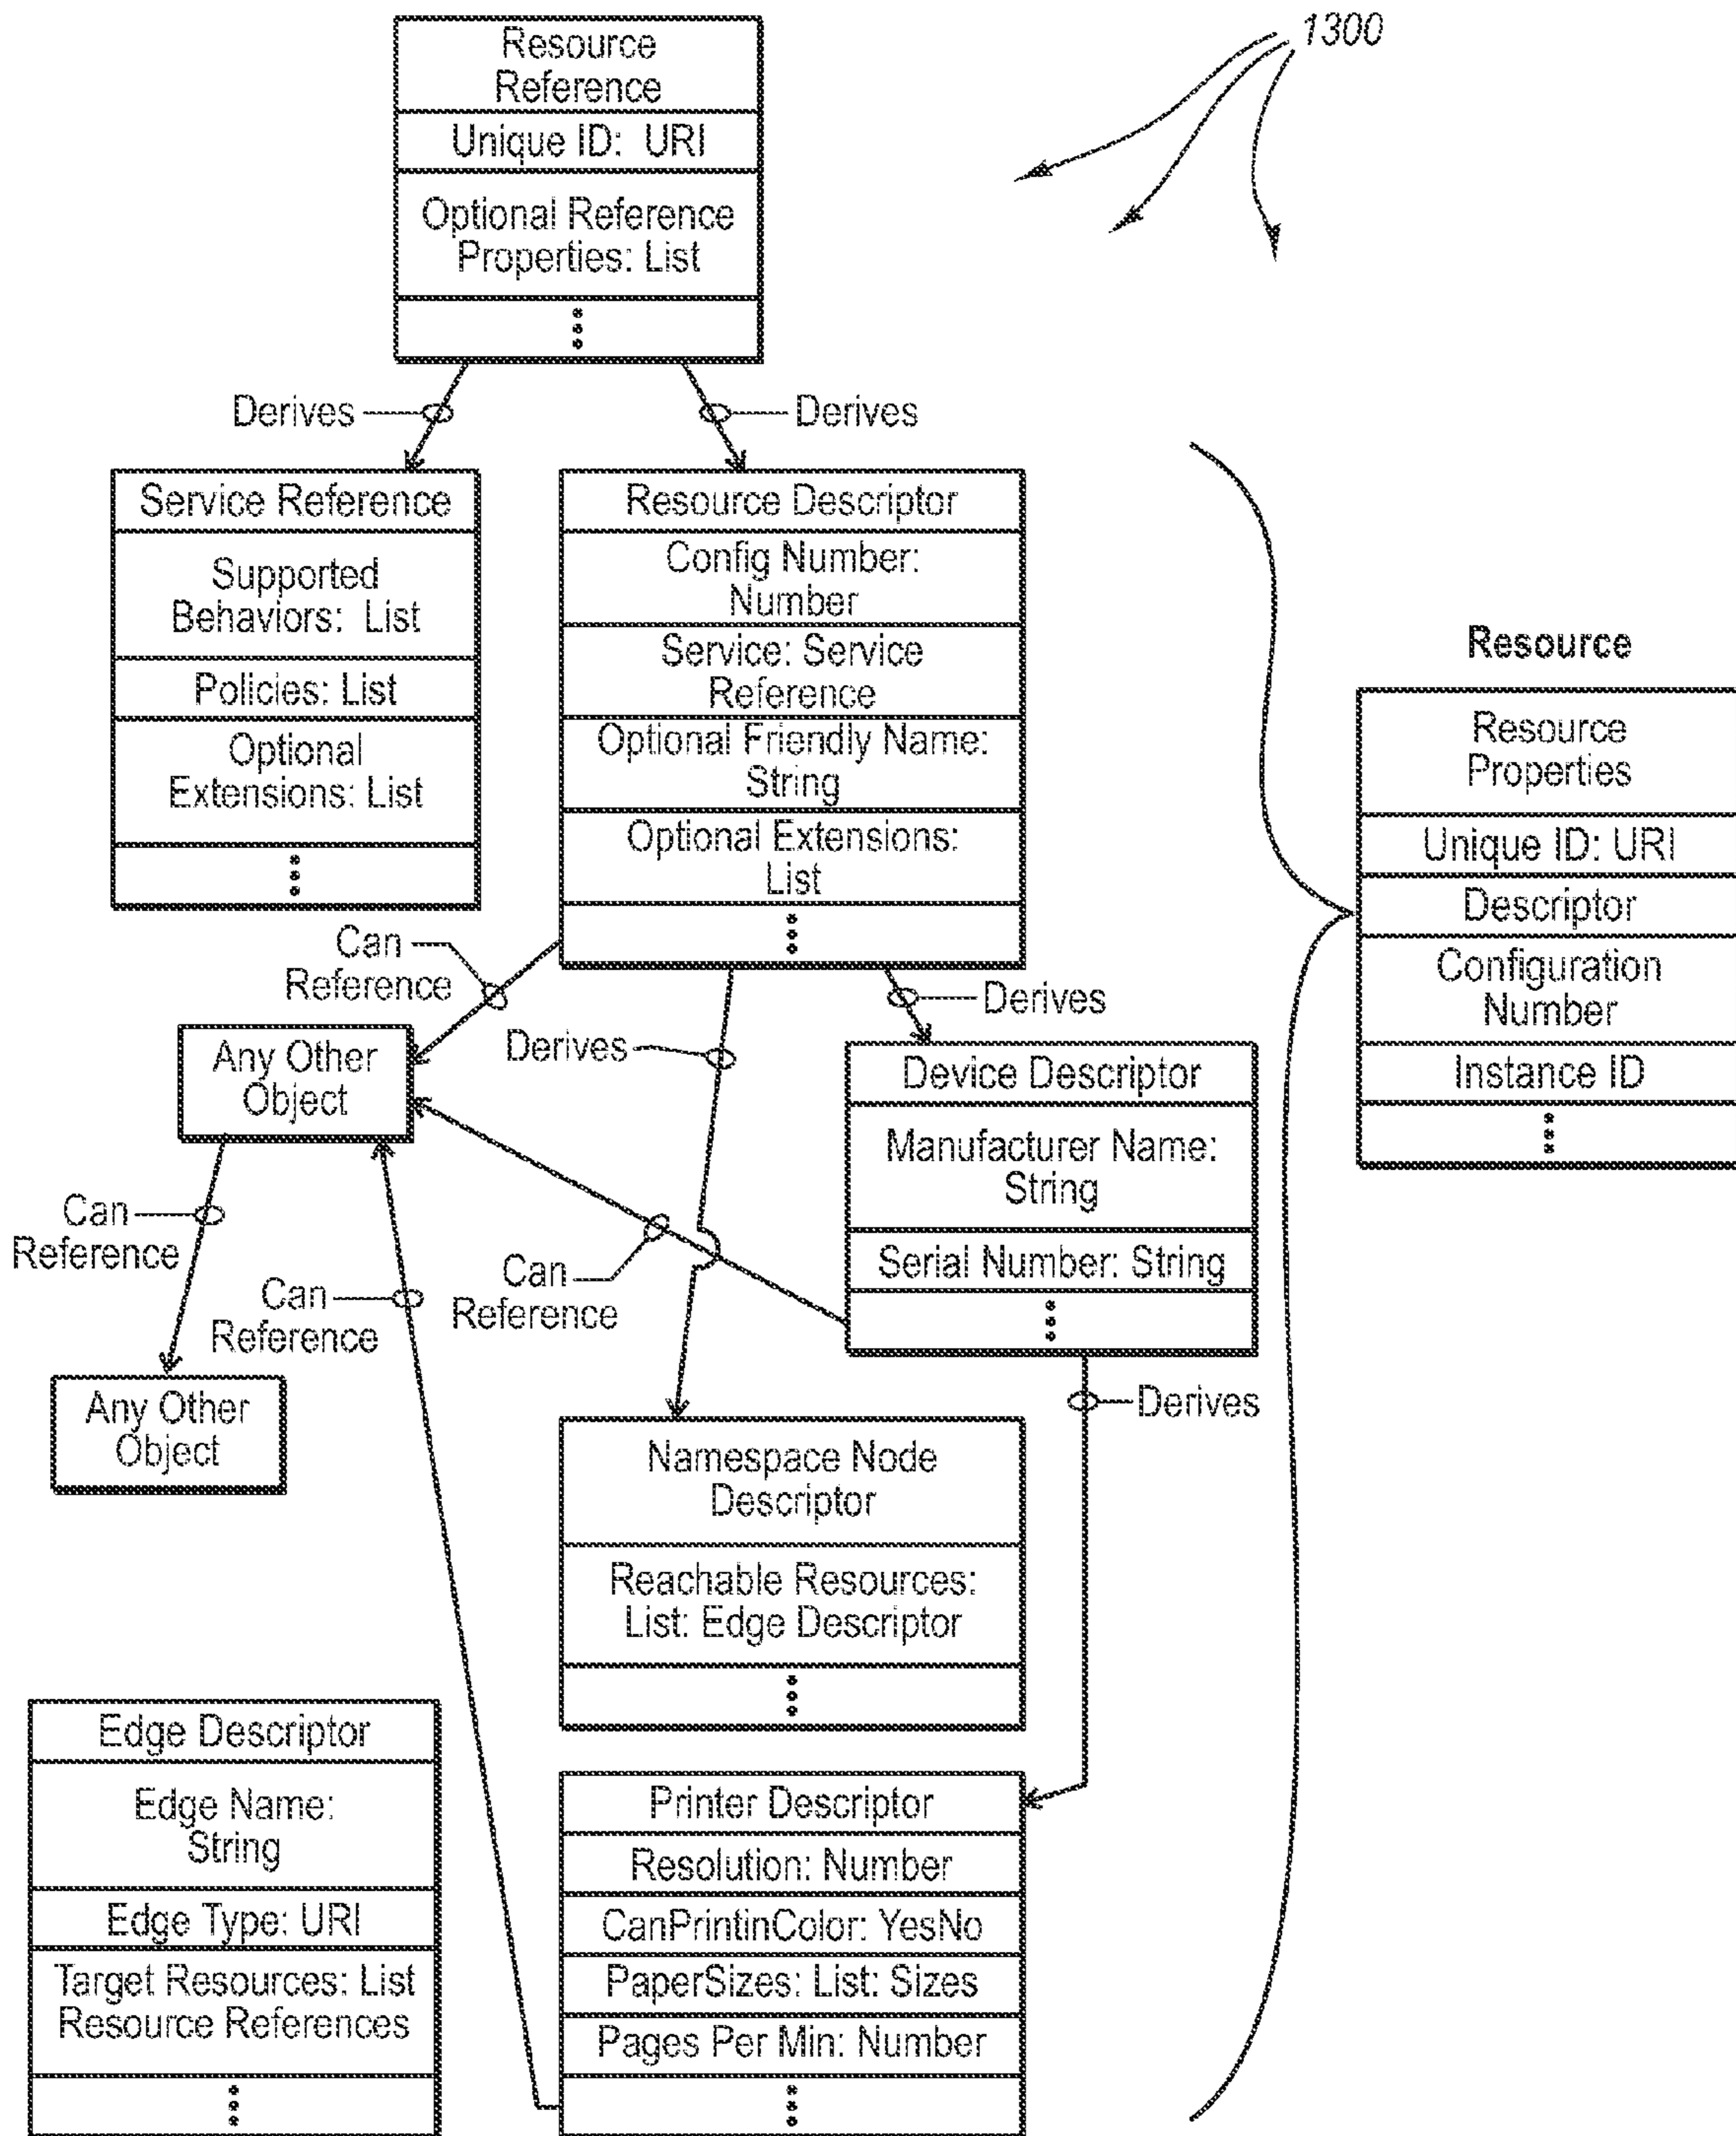 1300
Resource
Reference
Unique ID: URI
Optional Reference
Properties: List
Derives
Derives
Service Reference
Supported
Behaviors: List
Policies: List
Optional
Extensions: List
Resource Descriptor
Config Number:
Number
Service: Service
Reference
Optional Friendly Name:
String
Optional Extensions:
List
Resource
Resource
Properties
Unique ID: URI
Descriptor
Configuration
Number
Instance ID
Can
Reference
Derives
Derives
Any Other
Object
Device Descriptor
Manufacturer Name:
String
Serial Number: String
Can
Reference
Can
Reference
Can
Reference
Any Other
Object
Derives
Namespace Node
Descriptor
Reachable Resources:
List: Edge Descriptor
Edge Descriptor
Edge Name:
String
Edge Type: URI
Target Resources: List
Resource References
Printer Descriptor
Resolution: Number
CanPrintinColor: YesNo
PaperSizes: List: Sizes
Pages Per Min: Number